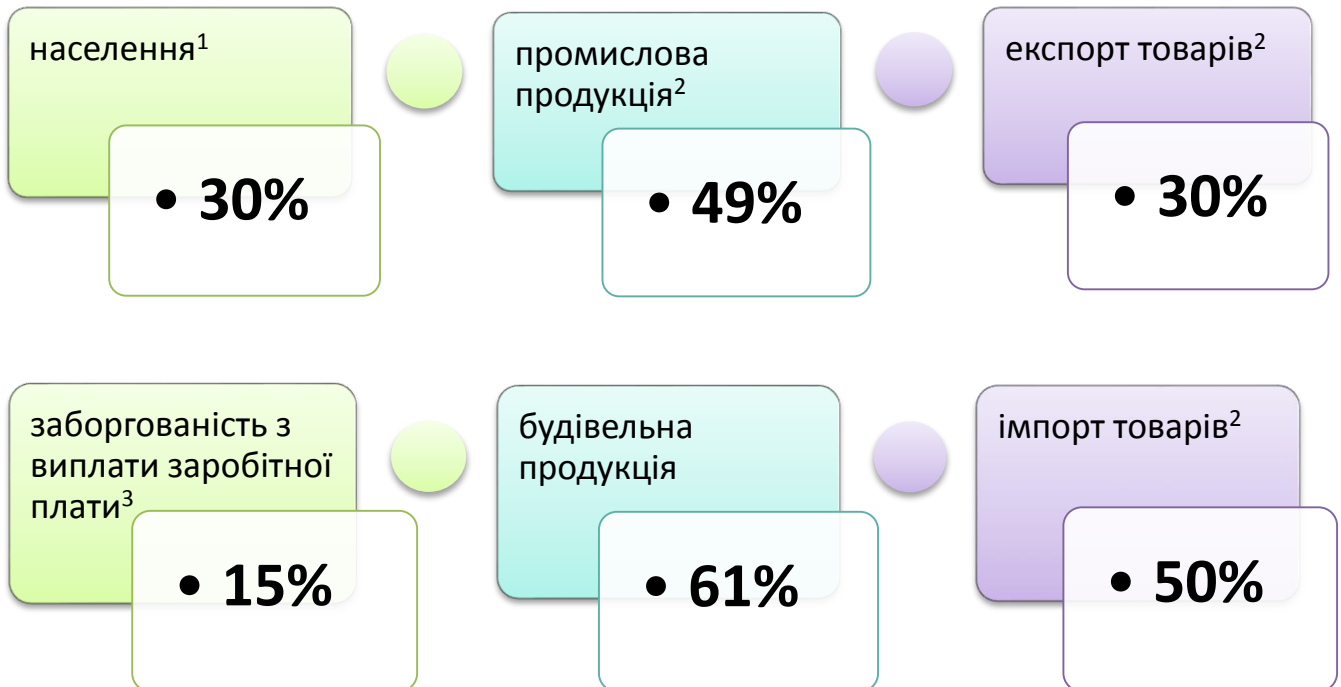 населення¹
• 30%
промислова
продукція²
• 49%
експорт товарів²
• 30%
заборгованість з
виплати заробітної
плати³
• 15%
будівельна
продукція
• 61%
імпорт товарів²
• 50%